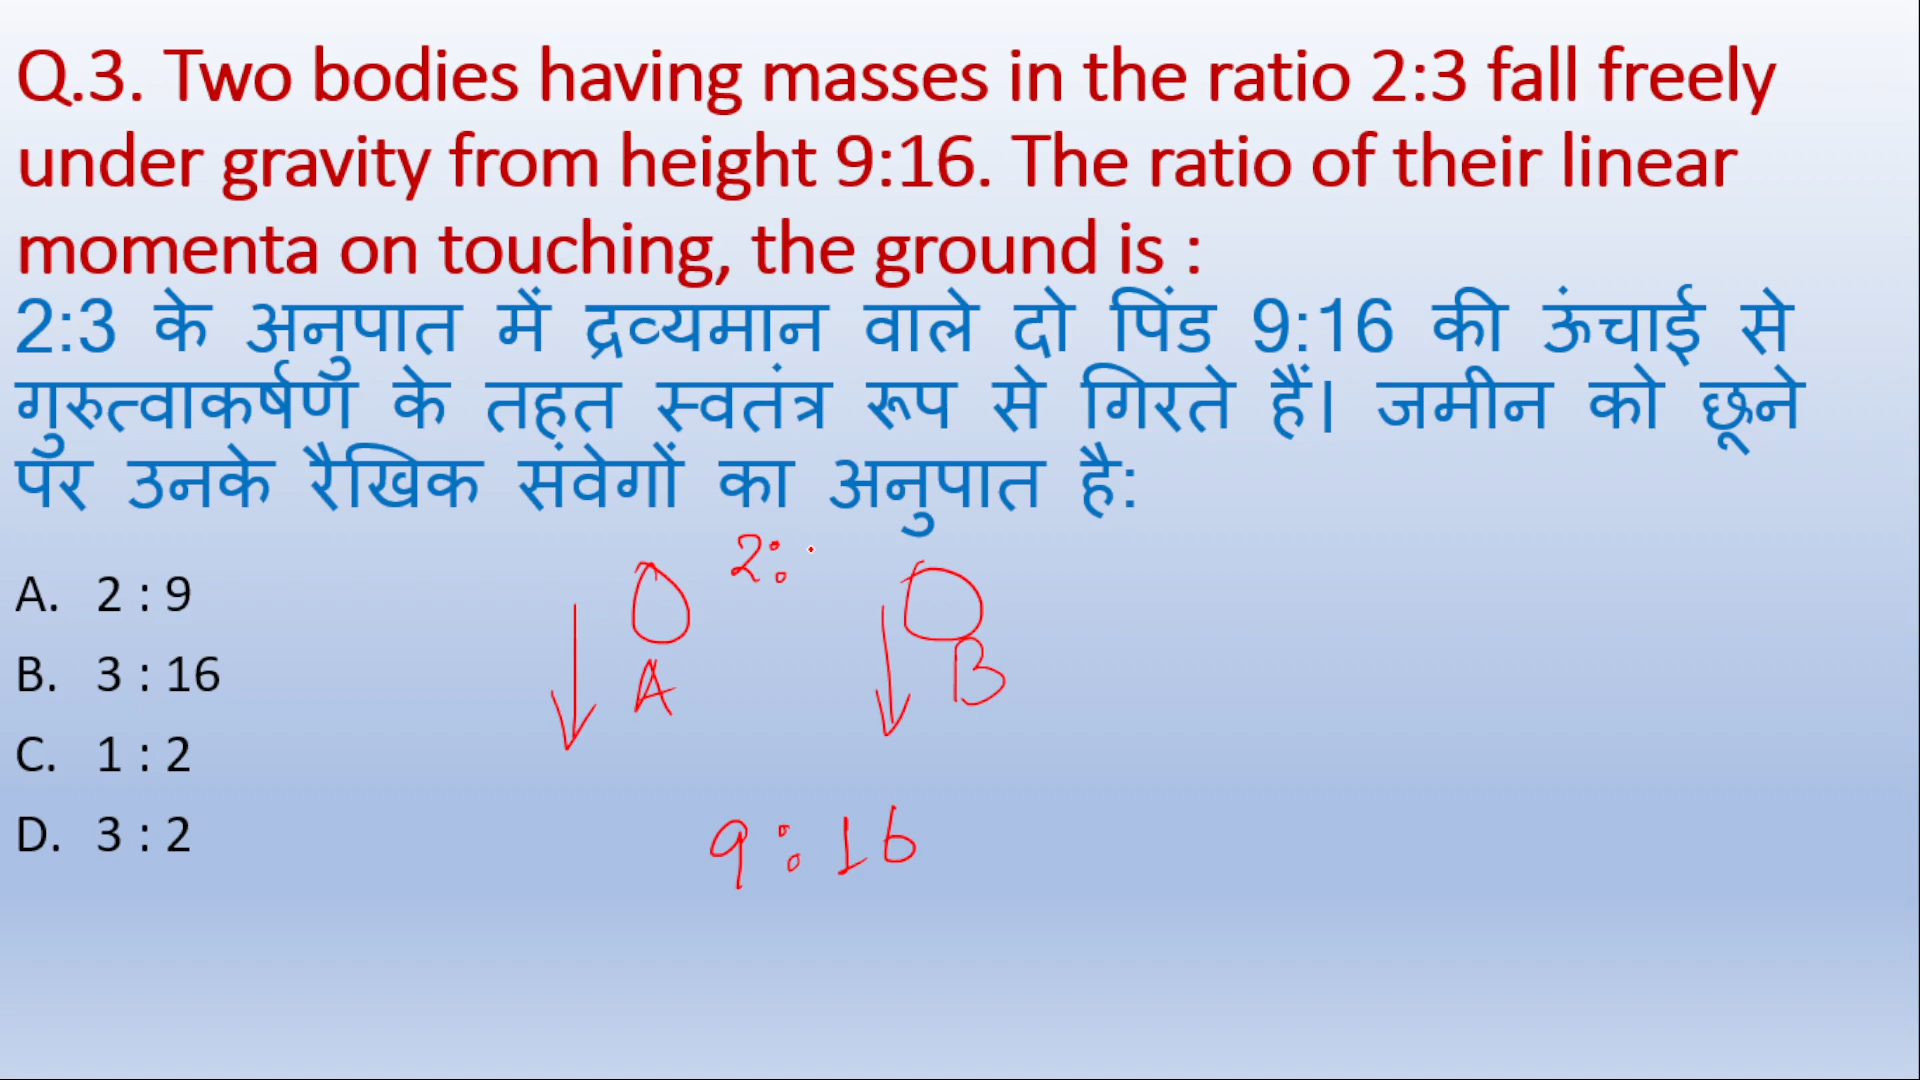 Q.3. Two bodies having masses in the ratio 2:3 fall freely
under gravity from height 9:16. The ratio of their linear
momenta on touching, the ground is :
2:3 के अनुपात में द्रव्यमान वाले दो पिंड 9:16 की ऊंचाई से
गुरुत्वाकर्षण के तहत स्वतंत्र रूप से गिरते हैं। जमीन को छूने
पर उनके रैखिक संवेगों का अनुपात है:
2:
A. 2 : 9
B. 3 : 16
A B
C. 1 : 2
D. 3 : 2
9 : 16